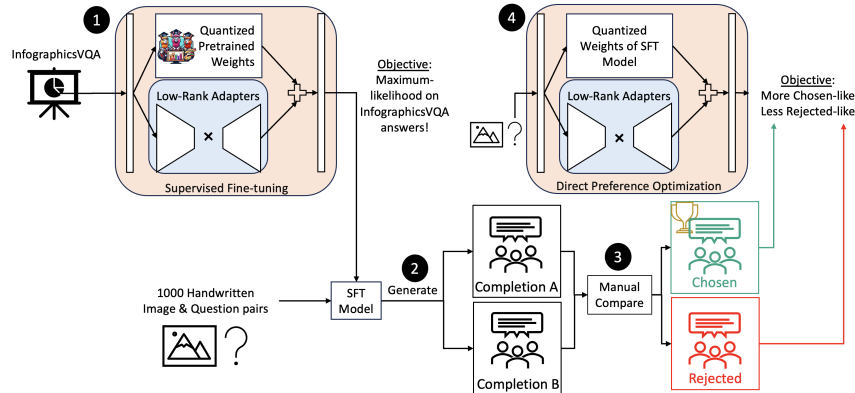 1
InfographicsVQA
Quantized
Pretrained
Weights
Low-Rank Adapters
×
Supervised Fine-tuning
Objective:
Maximum-
likelihood on
InfographicsVQA
answers!
4
Quantized
Weights of SFT
Model
Low-Rank Adapters
×
?
Direct Preference Optimization
Objective:
More Chosen-like
Less Rejected-like
1000 Handwritten
Image & Question pairs
?
SFT
Model
2
Generate
Completion A
Completion B
3
Manual
Compare
Chosen
Rejected